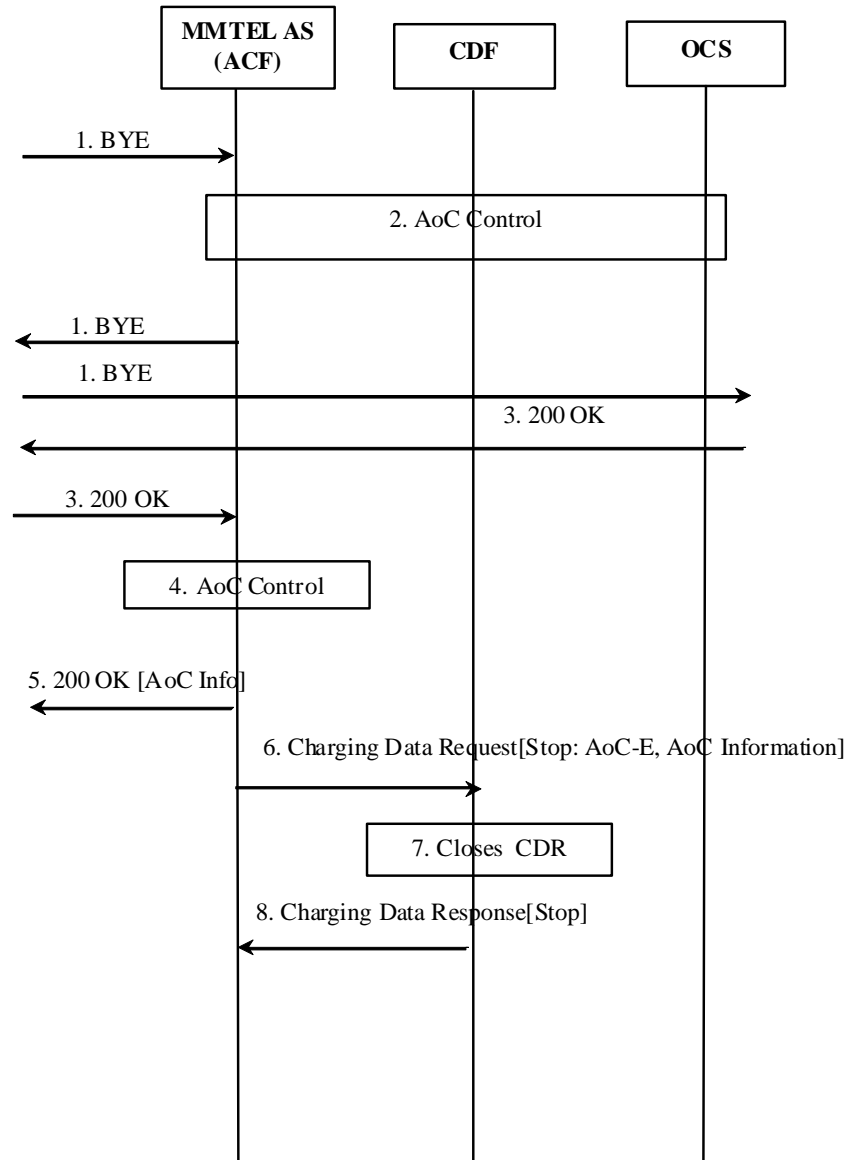 MMTEL AS
(ACF)
CDF
OCS
1. BYE
2. AoC Control
1. BYE
1. BYE
3. 200 OK
3. 200 OK
4. AoC Control
5. 200 OK [AoC Info]
6. Charging Data Request[Stop: AoC-E, AoC Information]
7. Closes CDR
8. Charging Data Response[Stop]